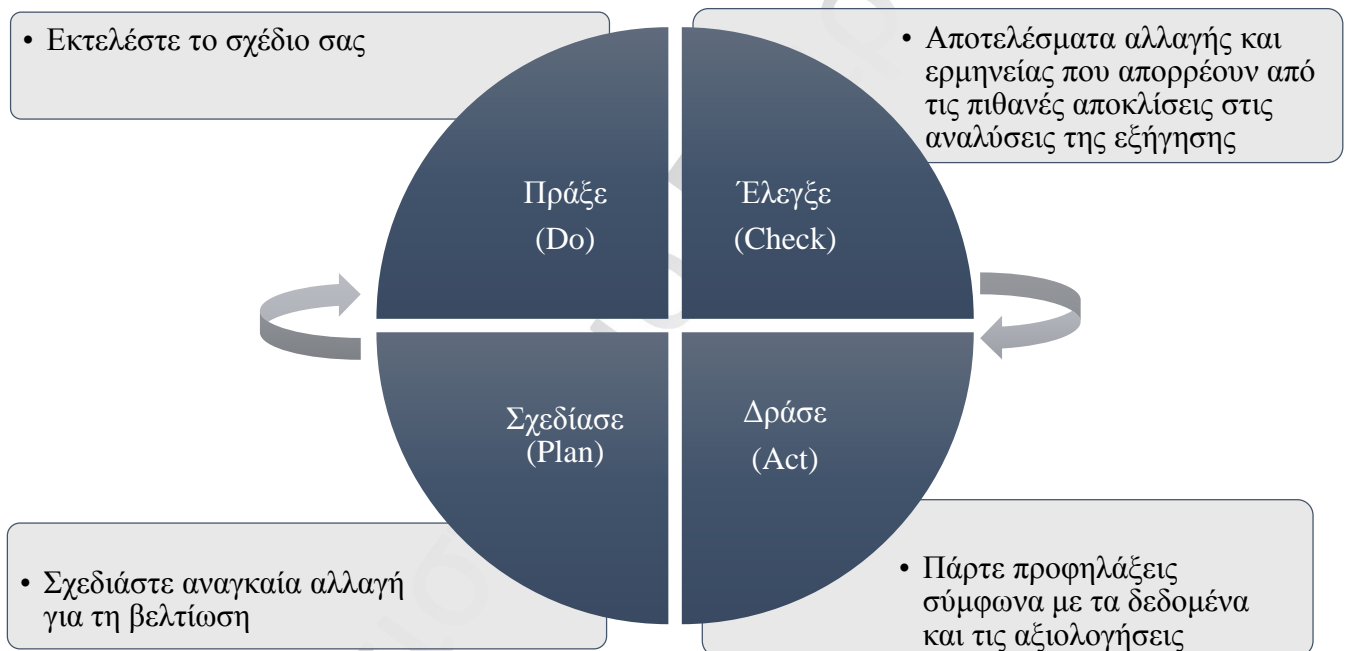 • Εκτελέστε το σχέδιο σας
• Αποτελέσματα αλλαγής και
ερμηνείας που απορρέουν από
τις πιθανές αποκλίσεις στις
αναλύσεις της εξήγησης
Πράξε
(Do)
Έλεγξε
(Check)
Σχεδίασε
(Plan)
Δράσε
(Act)
• Σχεδιάστε αναγκαία αλλαγή
για τη βελτίωση
• Πάρτε προφηλάξεις
σύμφωνα με τα δεδομένα
και τις αξιολογήσεις